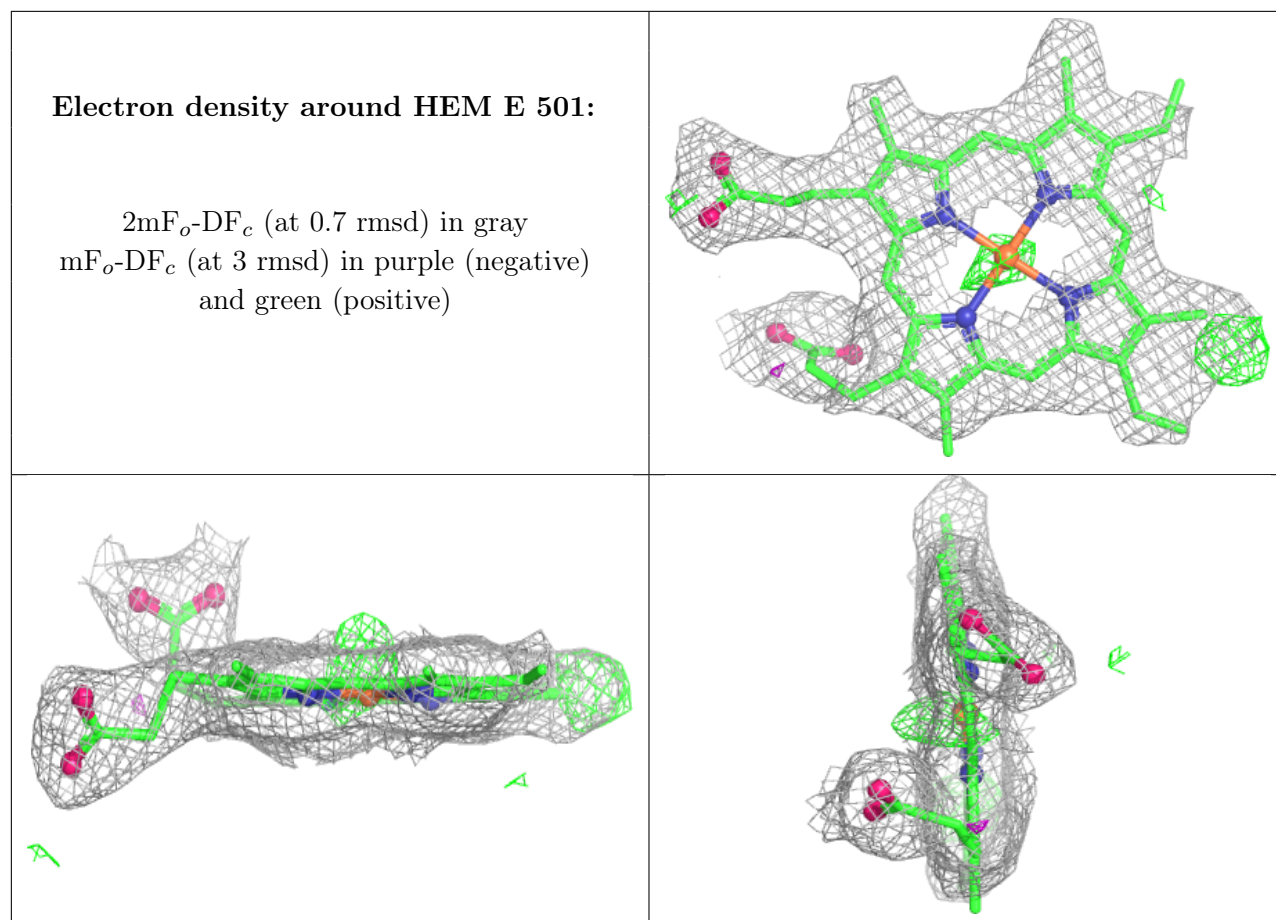 Electron density around HEM E 501:
2mFₒ-DF𝒸 (at 0.7 rmsd) in gray
mFₒ-DF𝒸 (at 3 rmsd) in purple (negative)
and green (positive)